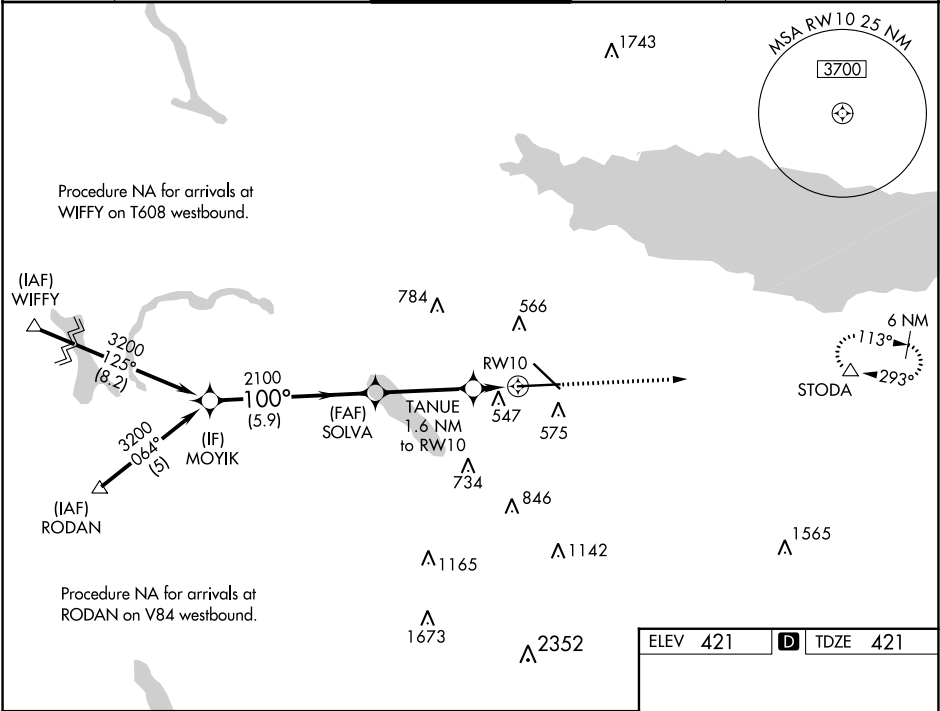 1743
MSA RW10 25 NM
3700
Procedure NA for arrivals at
WIFFY on T608 westbound.
(IAF)
WIFFY
784
566
6 NM
113°
293°
STODA
3200
125°
(8.2)
RW10
2100
100°
(5.9)
(FAF)
SOLVA
TANUE
1.6 NM
to RW10
547
575
3200
064°
(5)
(IF)
MOYIK
734
(IAF)
RODAN
846
1565
1165
1142
Procedure NA for arrivals at
RODAN on V84 westbound.
1673
2352
ELEV 421 D TDZE 421